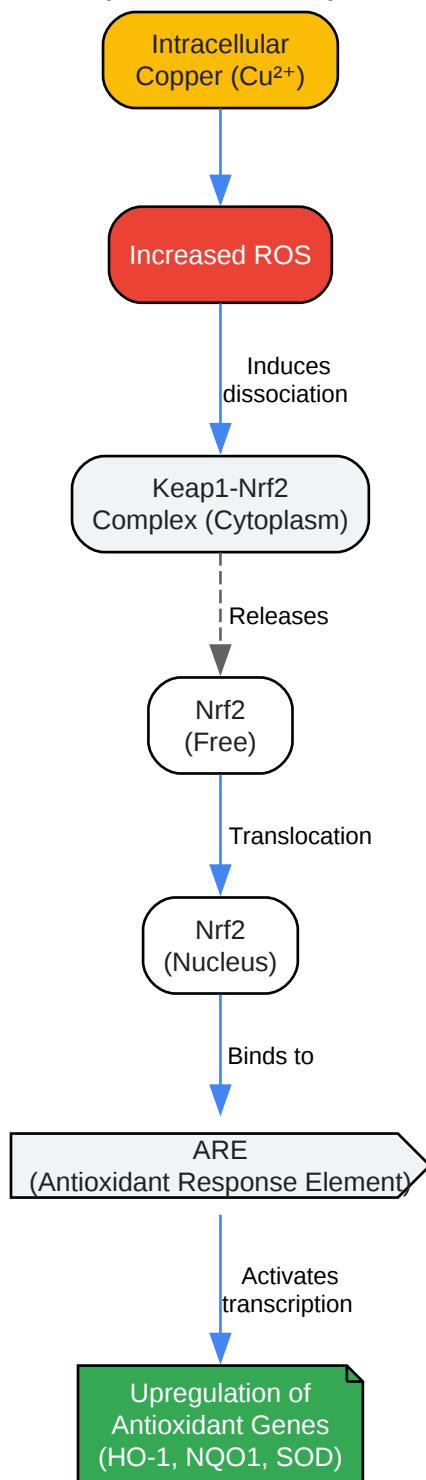 Intracellular
Copper (Cu²⁺)
Increased ROS
Induces
dissociation
Keap1-Nrf2
Complex (Cytoplasm)
Releases
Nrf2
(Free)
Translocation
Nrf2
(Nucleus)
Binds to
ARE
(Antioxidant Response Element)
Activates
transcription
Upregulation of
Antioxidant Genes
(HO-1, NQO1, SOD)